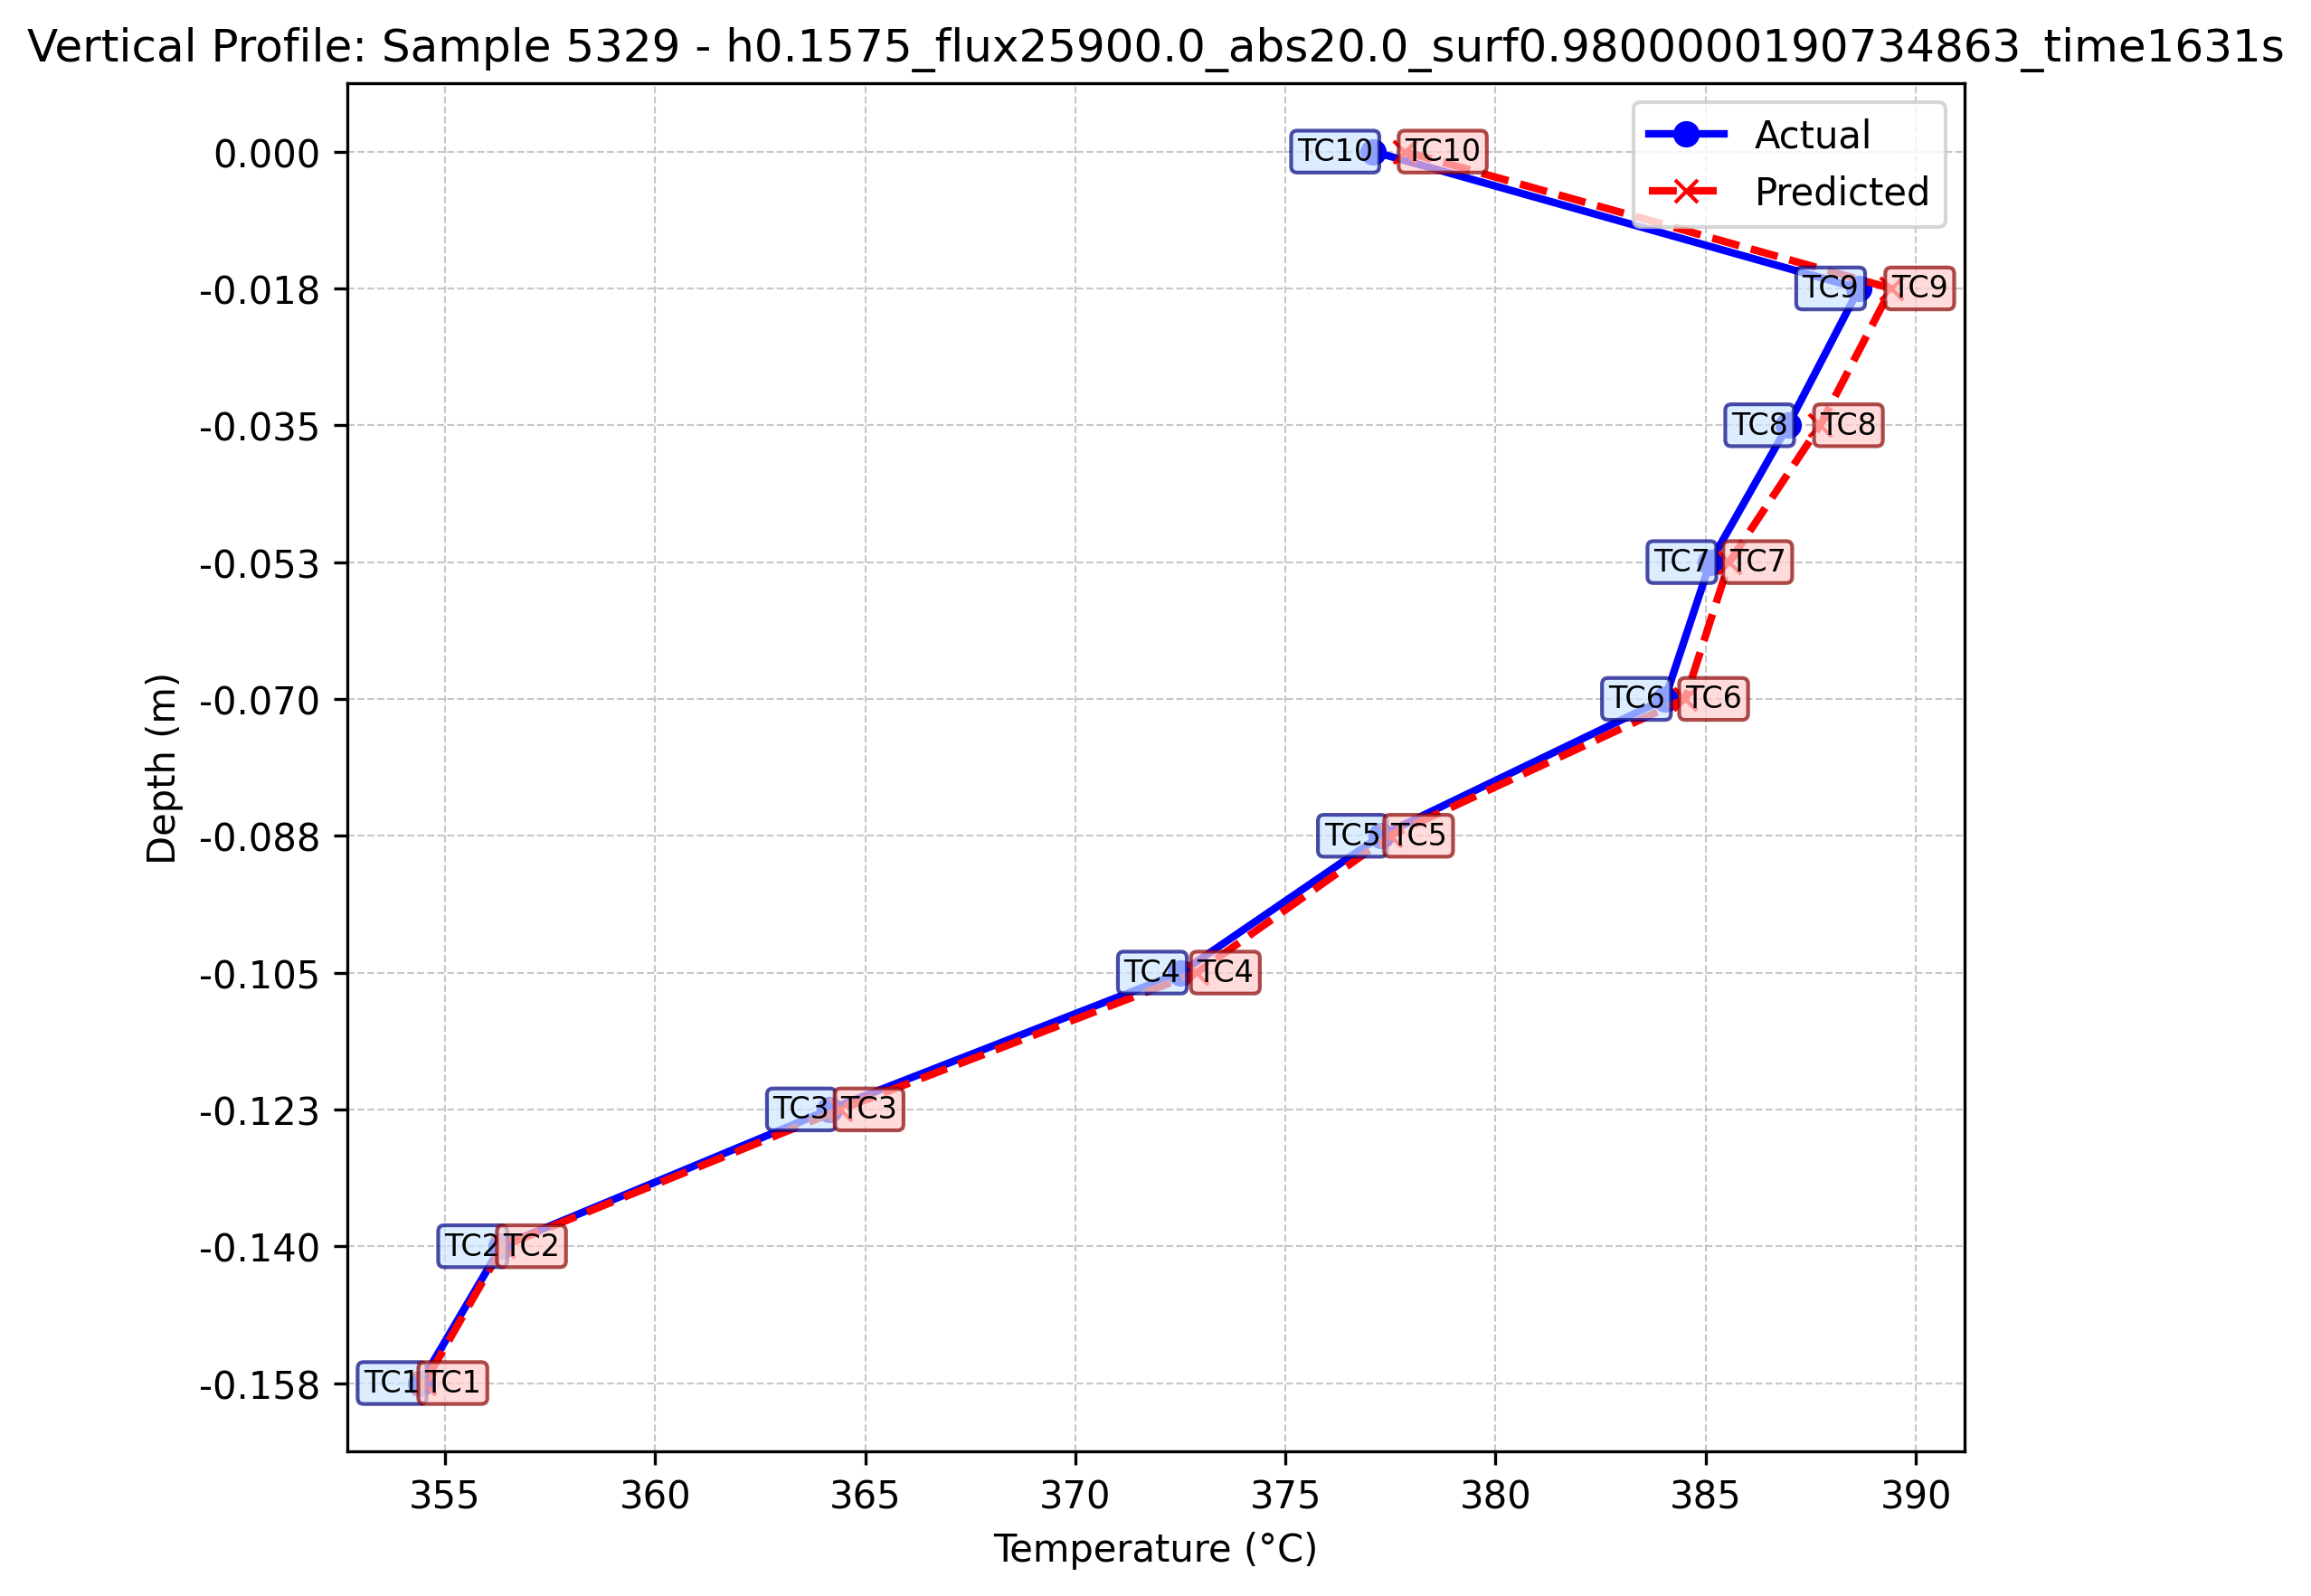 Vertical Profile: Sample 5329 - h0.1575_flux25900.0_abs20.0_surf0.9800000190734863_time1631s
Actual
Predicted
0.000
TC10
TC10
-0.018
TC9
TC9
-0.035
TC8
TC8
-0.053
TC7
TC7
-0.070
TC6
TC6
Depth (m)
-0.088
TC5
TC5
-0.105
TC4
TC4
-0.123
TC3
TC3
-0.140
TC2
TC2
-0.158
TC1
TC1
355 360 365 370 375 380 385 390
Temperature (°C)